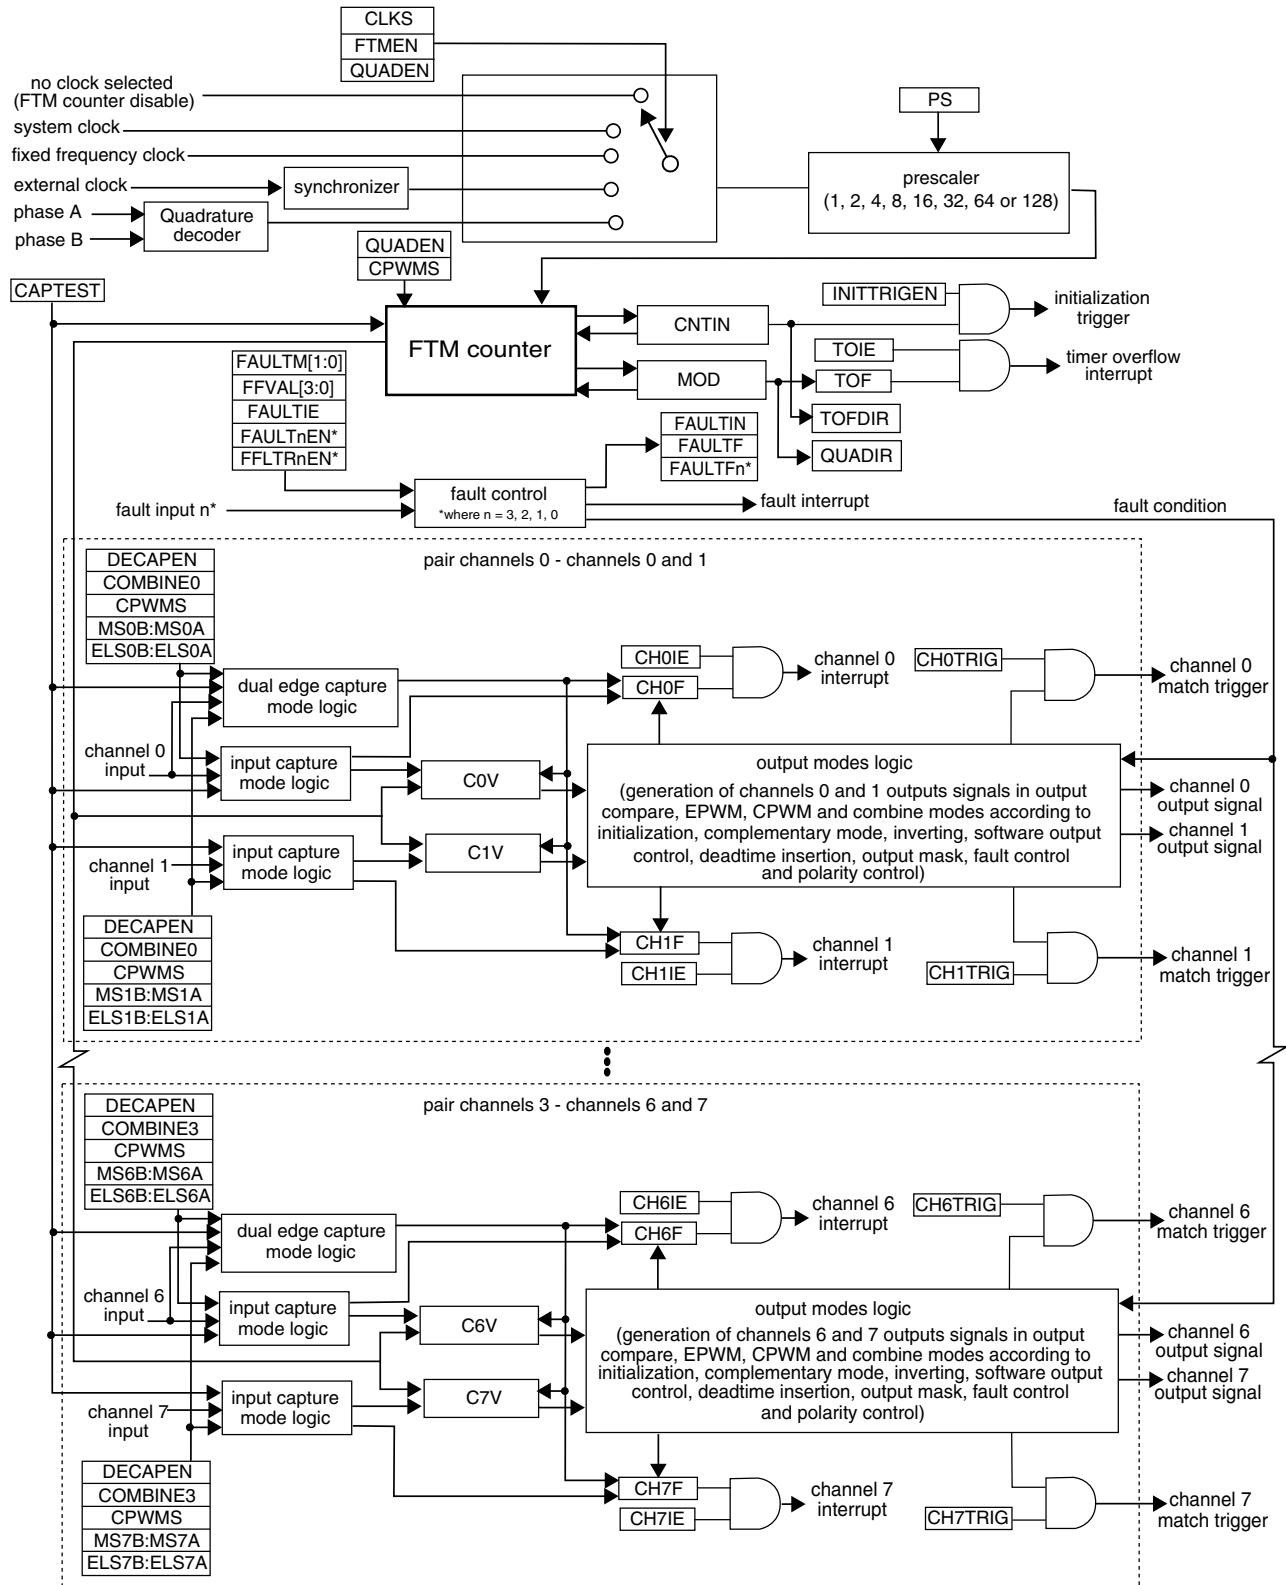 CLKS
FTMEN
QUADEN
no clock selected
(FTM counter disable)
system clock
fixed frequency clock
external clock
synchronizer
phase A
phase B
Quadrature
decoder
PS
prescaler
(1, 2, 4, 8, 16, 32, 64 or 128)
QUADEN
CPWMS
CAPTEST
FTM counter
CNTIN
MOD
INITTRIGEN
initialization
trigger
TOIE
TOF
timer overflow
interrupt
TOFDIR
QUADIR
FAULTM[1:0]
FFVAL[3:0]
FAULTIE
FAULTnEN*
FFLTRnEN*
FAULTIN
FAULTF
FAULTFn*
fault input n*
fault control
*where n = 3, 2, 1, 0
fault interrupt
fault condition
pair channels 0 - channels 0 and 1
DECAPEN
COMBINE0
CPWMS
MS0B:MS0A
ELS0B:ELS0A
dual edge capture
mode logic
channel 0
input
input capture
mode logic
C0V
channel 1
input
input capture
mode logic
C1V
CH0IE
CH0F
channel 0
interrupt
CH0TRIG
channel 0
match trigger
output modes logic
(generation of channels 0 and 1 outputs signals in output
compare, EPWM, CPWM and combine modes according to
initialization, complementary mode, inverting, software output
control, deadtime insertion, output mask, fault control
and polarity control)
channel 0
output signal
channel 1
output signal
DECAPEN
COMBINE0
CPWMS
MS1B:MS1A
ELS1B:ELS1A
CH1F
CH1IE
channel 1
interrupt
CH1TRIG
channel 1
match trigger
pair channels 3 - channels 6 and 7
DECAPEN
COMBINE3
CPWMS
MS6B:MS6A
ELS6B:ELS6A
dual edge capture
mode logic
channel 6
input
input capture
mode logic
C6V
channel 7
input
input capture
mode logic
C7V
CH6IE
CH6F
channel 6
interrupt
CH6TRIG
channel 6
match trigger
output modes logic
(generation of channels 6 and 7 outputs signals in output
compare, EPWM, CPWM and combine modes according to
initialization, complementary mode, inverting, software output
control, deadtime insertion, output mask, fault control
and polarity control)
channel 6
output signal
channel 7
output signal
DECAPEN
COMBINE3
CPWMS
MS7B:MS7A
ELS7B:ELS7A
CH7F
CH7IE
channel 7
interrupt
CH7TRIG
channel 7
match trigger